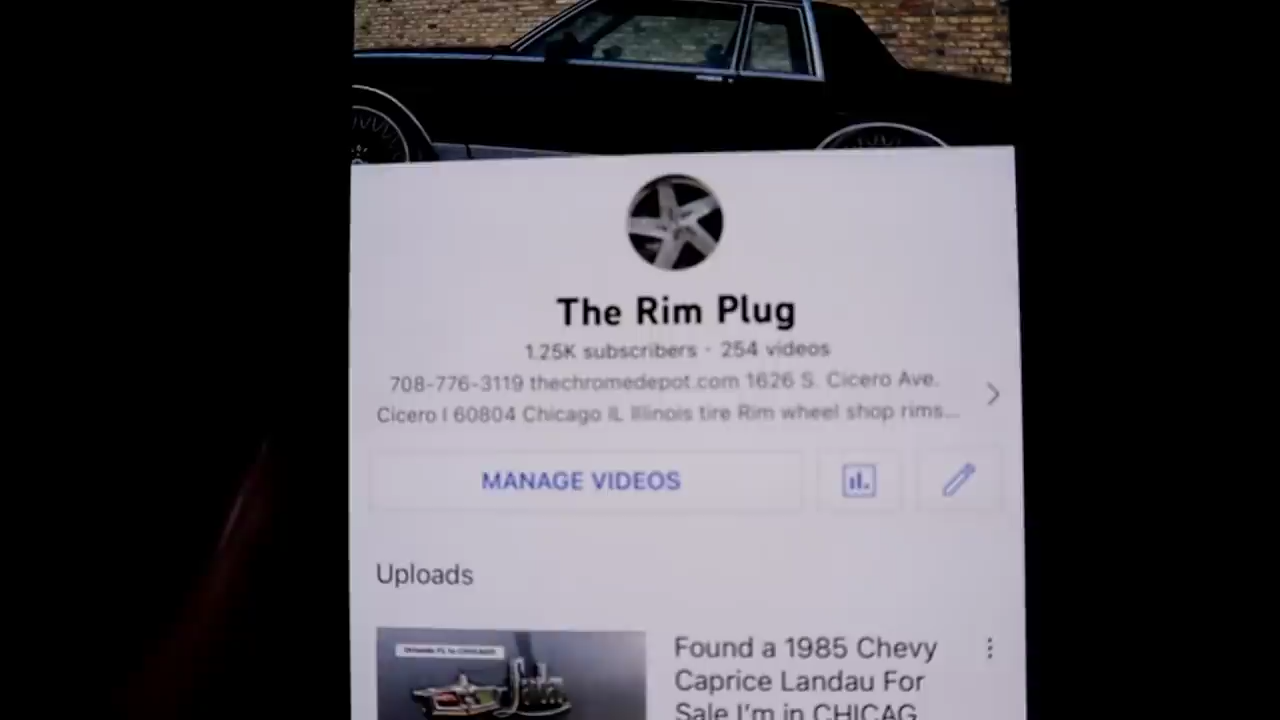 The Rim Plug
1.25K subscribers · 254 videos
708-776-3119 thechromedepot.com 1626 S. Cicero Ave.
Cicero I 60804 Chicago IL Illinois tire Rim wheel shop rims...
MANAGE VIDEOS
Uploads
Found a 1985 Chevy
Caprice Landau For
Sale I'm in CHICAG